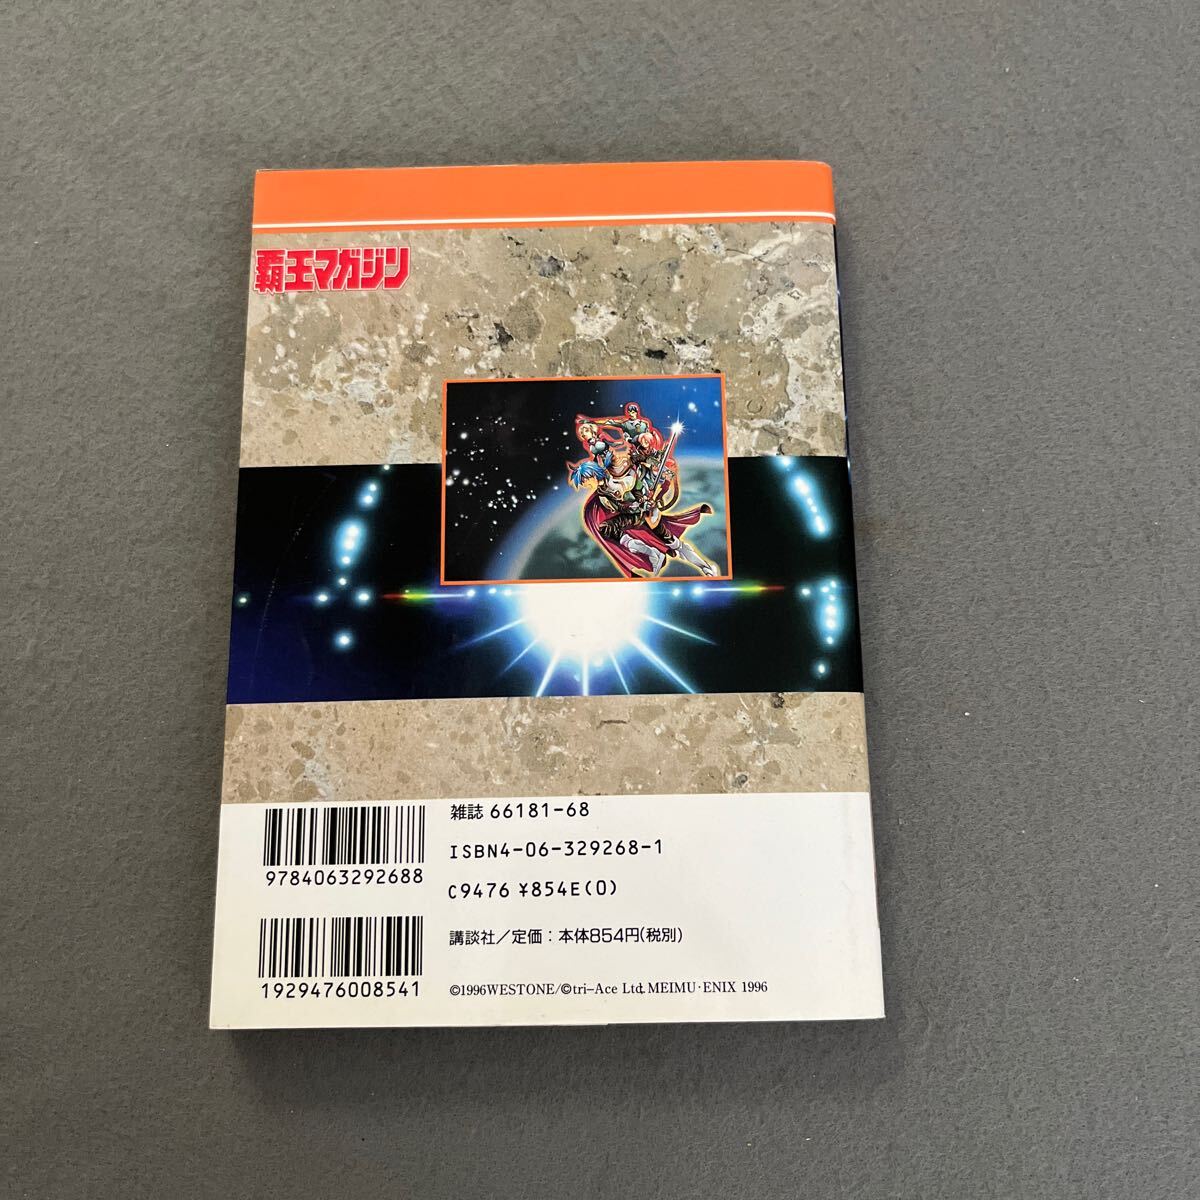 覇王マガジン
雑誌 66181-68
ISBN4-06-329268-1
9784063292688
C9476 ¥854E(0)
講談社/定価:本体854円(税別)
1929476008541
©1996WESTONE/©tri-Ace Ltd. MEIMU·ENIX 1996